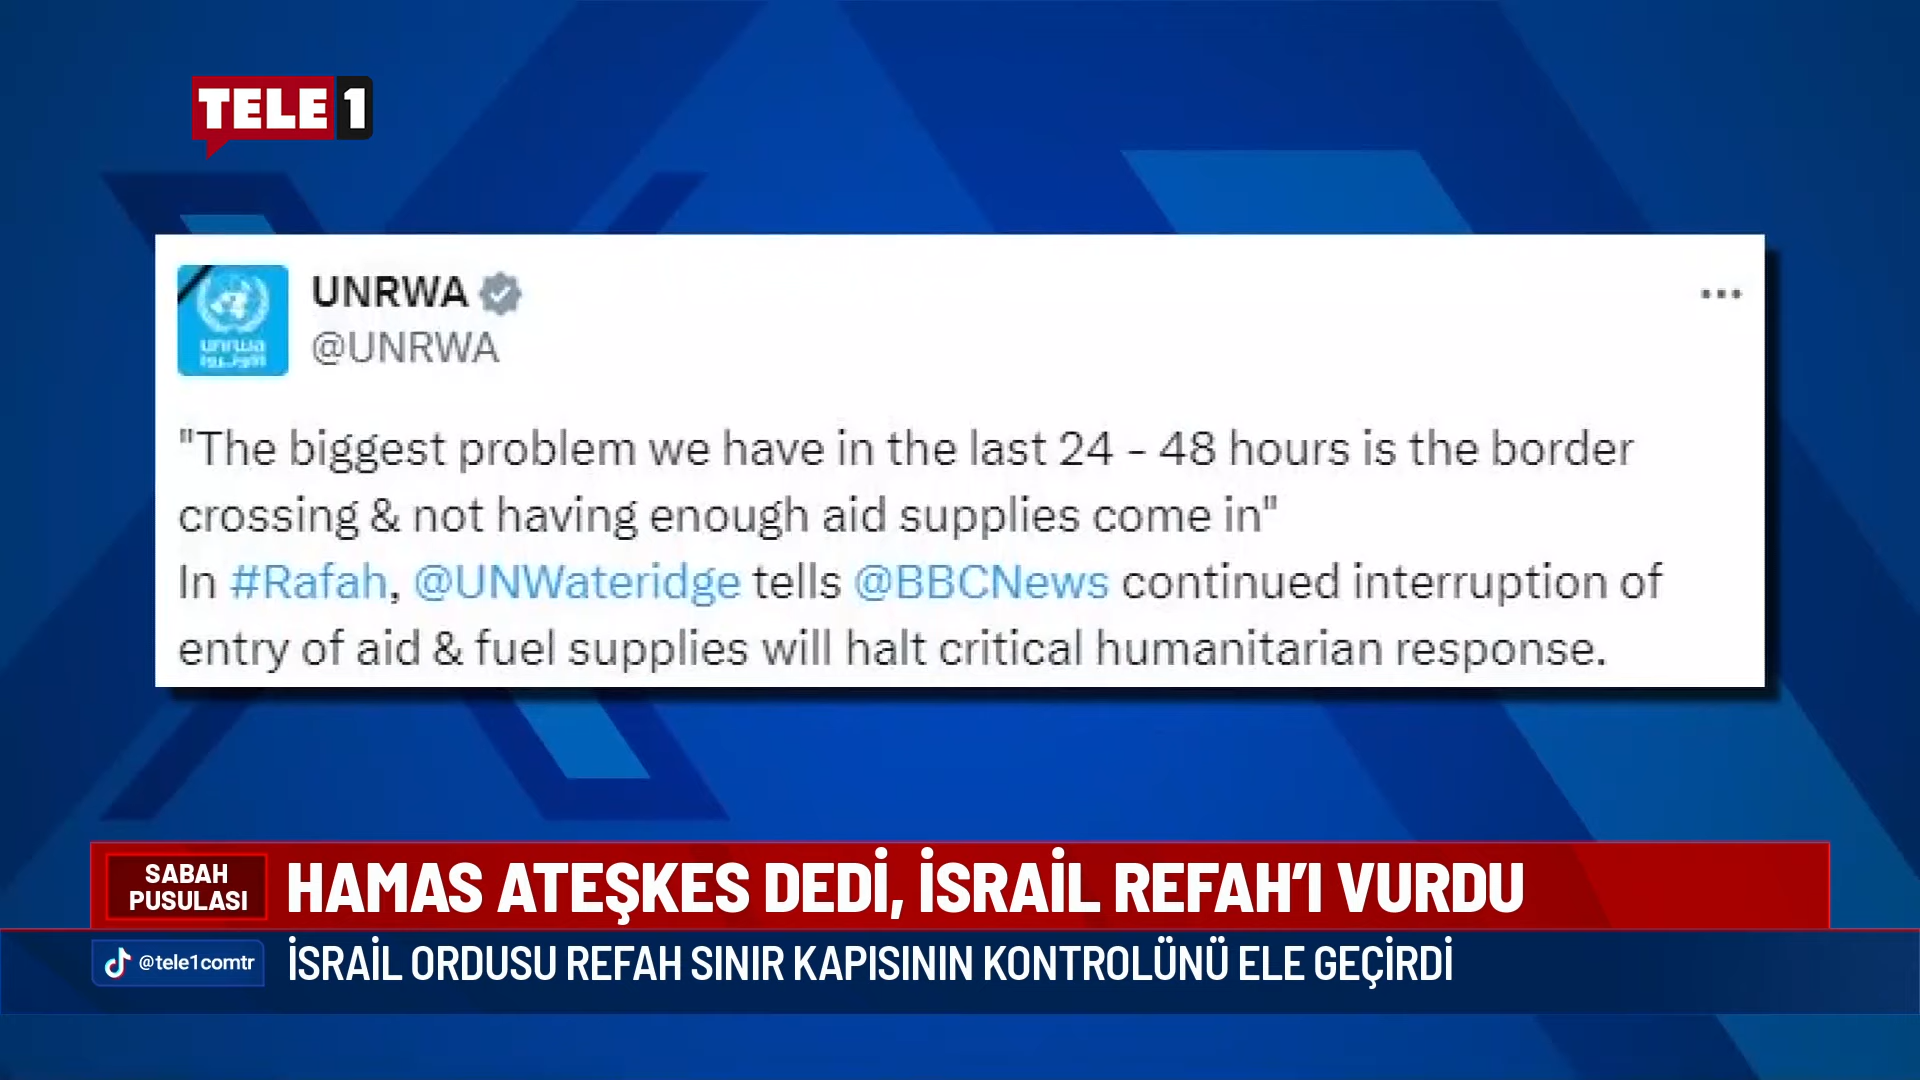 TELE1
UNRWA
@UNRWA
unrwa
"The biggest problem we have in the last 24 – 48 hours is the border
crossing & not having enough aid supplies come in"
In #Rafah, @UNWateridge tells @BBCNews continued interruption of
entry of aid & fuel supplies will halt critical humanitarian response.
SABAH
PUSULASI
HAMAS ATEŞKES DEDİ, İSRAİL REFAH’I VURDU
@tele1comtr
İSRAİL ORDUSU REFAH SINIR KAPISININ KONTROLÜNÜ ELE GEÇİRDİ